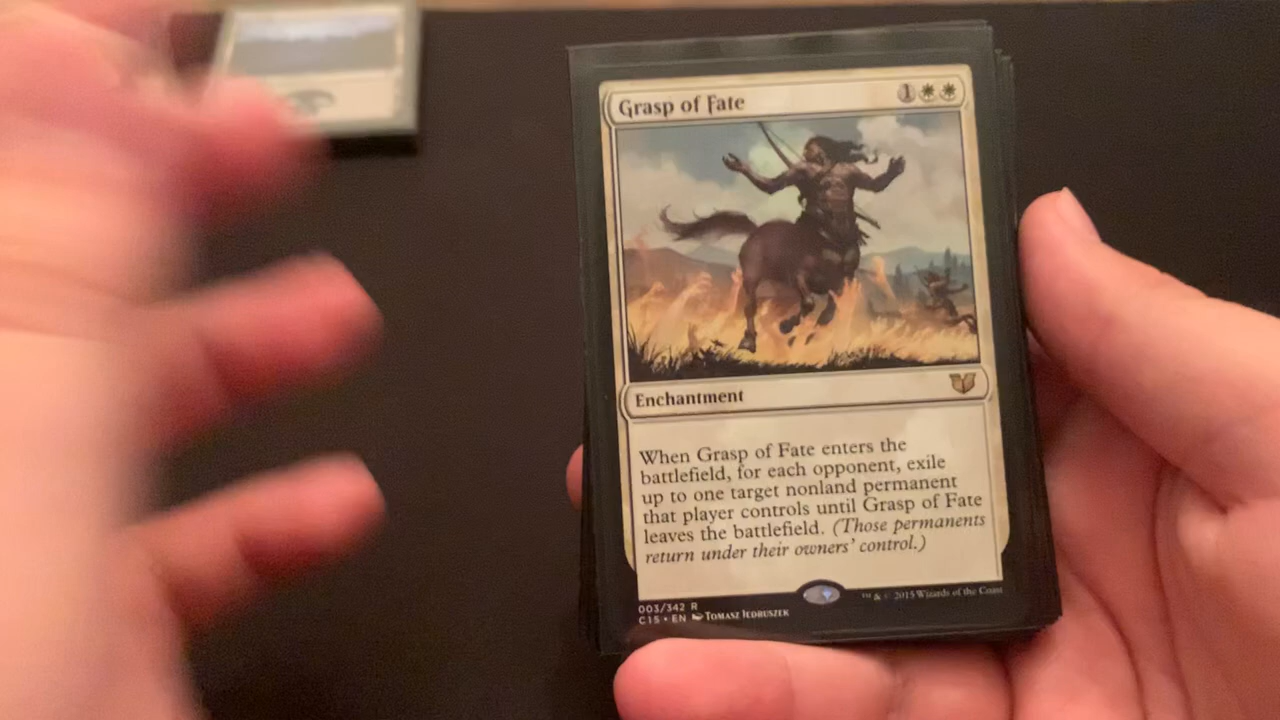 Grasp of Fate 1
Enchantment
When Grasp of Fate enters the
battlefield, for each opponent, exile
up to one target nonland permanent
that player controls until Grasp of Fate
leaves the battlefield. (Those permanents
return under their owners' control.)
003/342 R
C15 • EN TOMASZ JEDRUSZEK
™ & © 2015 Wizards of the Coast